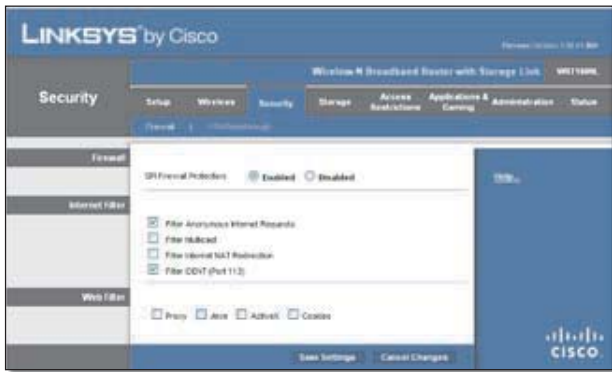 LINKSYS by Cisco
Wireless-N Broadband Router with Storage Link
Security
Setup Wireless Security Storage Access Restrictions Applications & Gaming Administration Status
Firewall |
Firewall
SPI Firewall Protection: Enabled Disabled
Help...
Internet Filter
Filter Anonymous Internet Requests
Filter Multicast
Filter Internet NAT Redirection
Filter IDENT (Port 113)
Web Filter
Proxy Java ActiveX Cookies
Save Settings Cancel Changes
CISCO